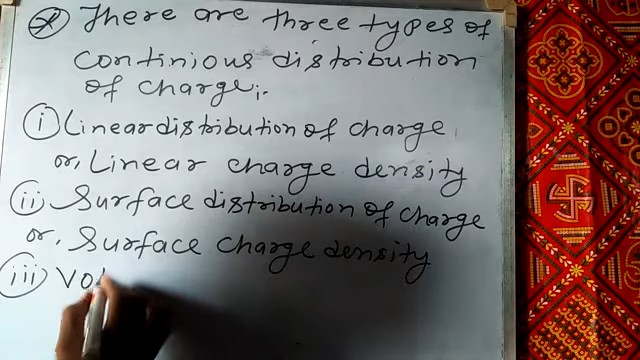 There are three types of
continious distribution
of charge;-
(i) Linear distribution of charge
or, Linear charge density
(ii) Surface distribution of charge
or, Surface charge density
(iii) Vol